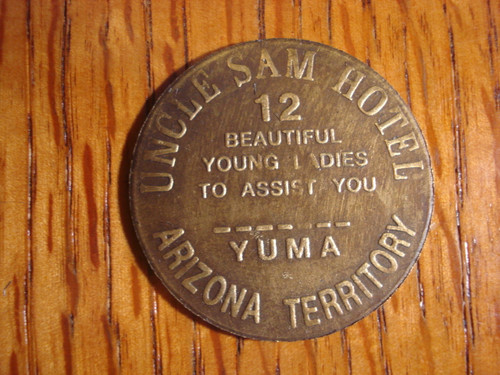 UNCLE SAM HOTEL
12
BEAUTIFUL
YOUNG LADIES
TO ASSIST YOU
YUMA
ARIZONA TERRITORY